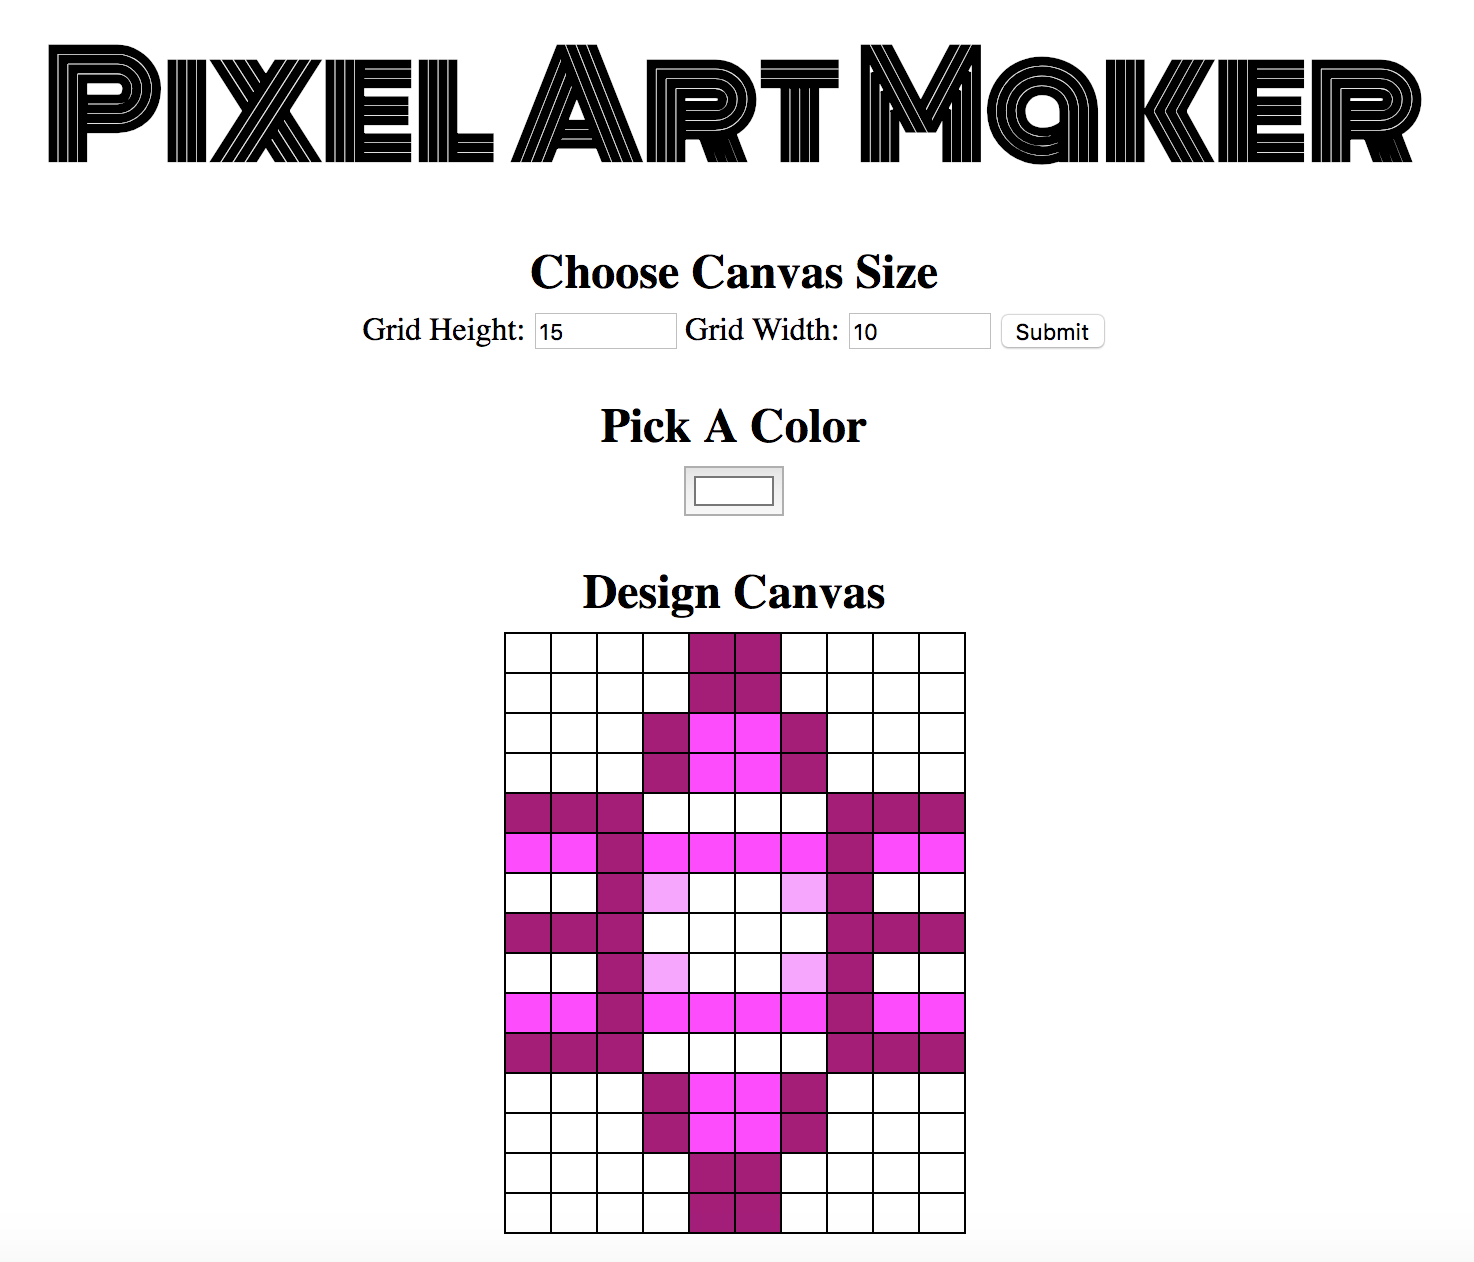 Pixel Art Maker
Choose Canvas Size
Grid Height: 15 Grid Width: 10 Submit
Pick A Color
Design Canvas